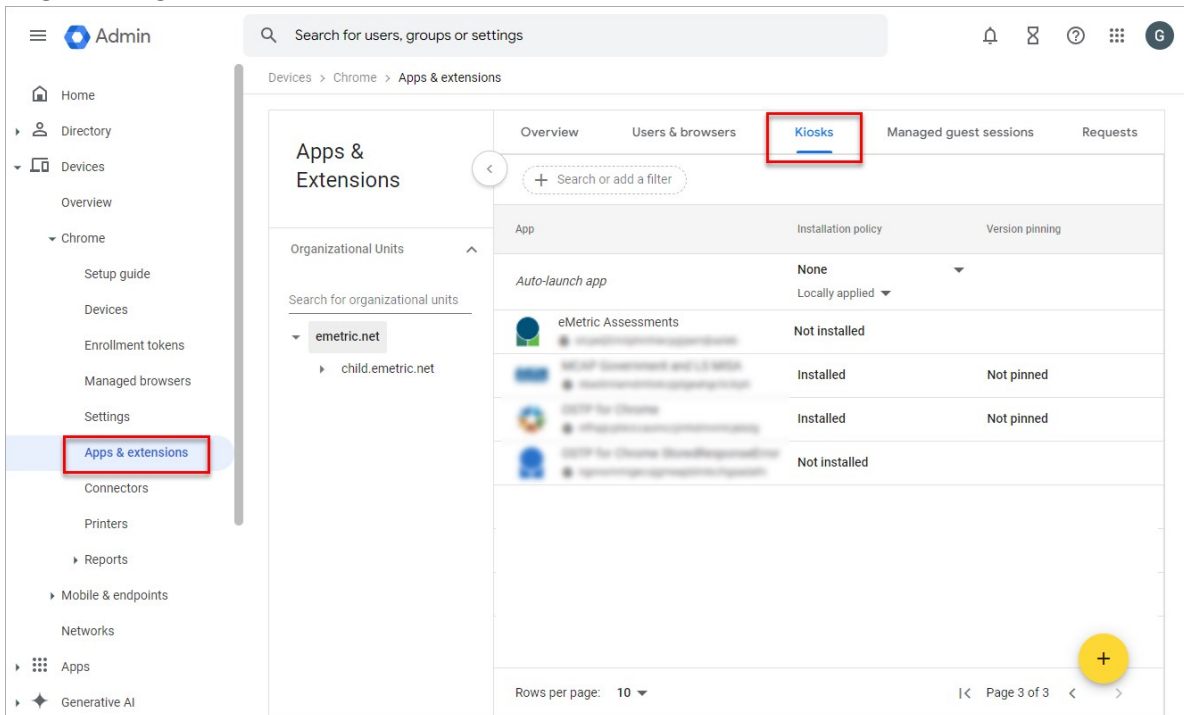 Admin
Search for users, groups or settings
G
Devices > Chrome > Apps & extensions
Home
Directory
Devices
Overview
Chrome
Setup guide
Devices
Enrollment tokens
Managed browsers
Settings
Apps & extensions
Connectors
Printers
Reports
Mobile & endpoints
Networks
Apps
Generative AI
Apps &
Extensions
Organizational Units
Search for organizational units
emetric.net
child.emetric.net
Overview Users & browsers Kiosks Managed guest sessions Requests
+ Search or add a filter
App Installation policy Version pinning
Auto-launch app None
Locally applied
eMetric Assessments Not installed
Installed Not pinned
Installed Not pinned
Not installed
Rows per page: 10 Page 3 of 3